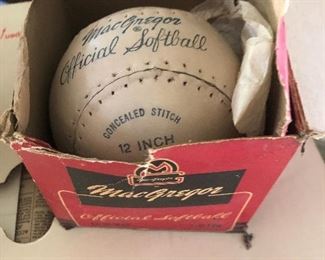 MacGregor
Official Softball
CONCEALED STITCH
12 INCH
MacGregor
Official Softball